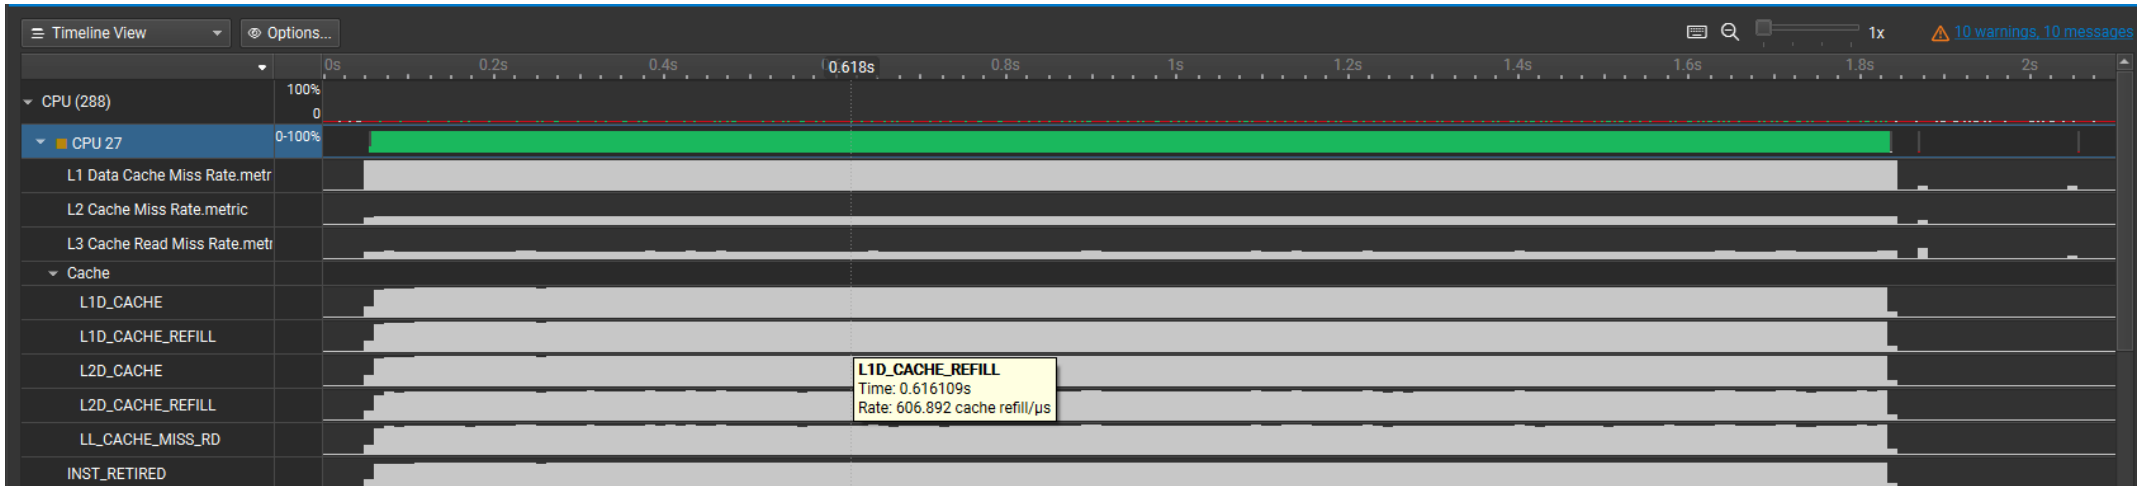 Timeline View
Options...
1x
10 warnings, 10 messages
0s 0.2s 0.4s 0.618s 0.8s 1s 1.2s 1.4s 1.6s 1.8s 2s
CPU (288)
100%
0
CPU 27
0-100%
L1 Data Cache Miss Rate.metr
L2 Cache Miss Rate.metric
L3 Cache Read Miss Rate.metr
Cache
L1D_CACHE
L1D_CACHE_REFILL
L2D_CACHE
L1D_CACHE_REFILL
Time: 0.616109s
Rate: 606.892 cache refill/µs
L2D_CACHE_REFILL
LL_CACHE_MISS_RD
INST_RETIRED